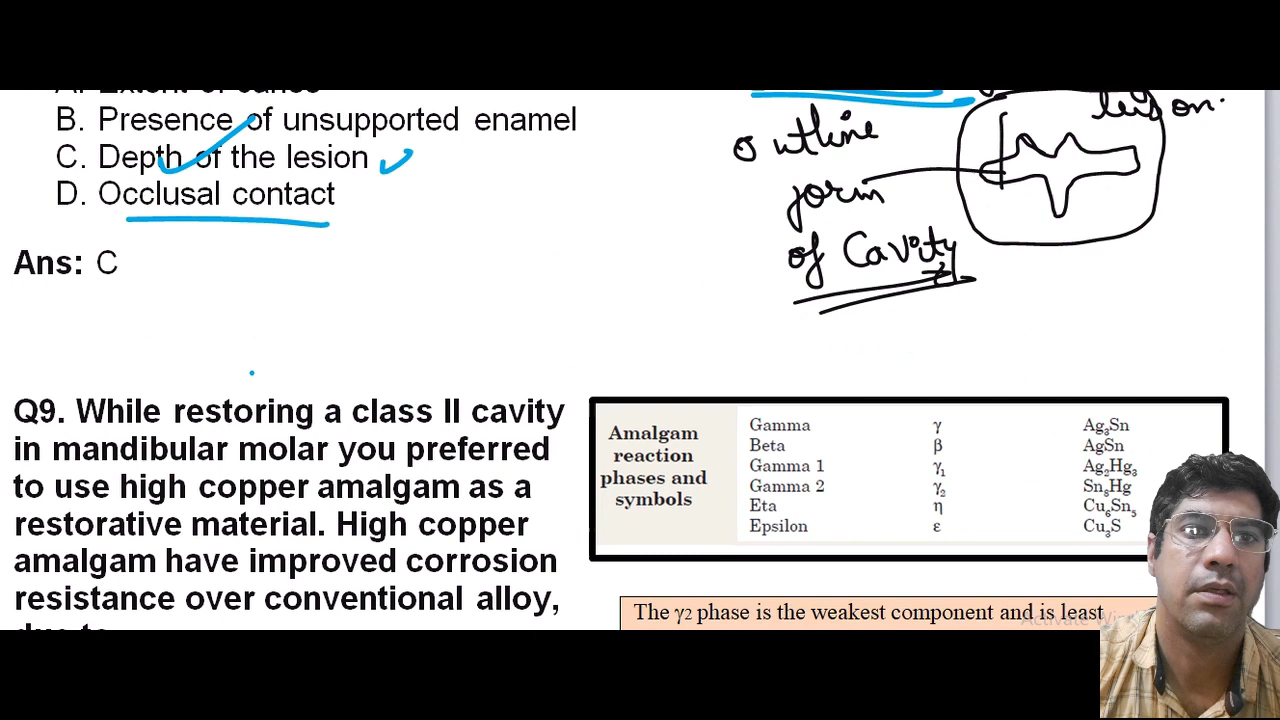 B. Presence of unsupported enamel
C. Depth of the lesion
D. Occlusal contact
Ans: C
lesion.
outline
form
of Cavity
Q9. While restoring a class II cavity
in mandibular molar you preferred
to use high copper amalgam as a
restorative material. High copper
amalgam have improved corrosion
resistance over conventional alloy,
due to
Amalgam
reaction
phases and
symbols
Gamma γ Ag3Sn
Beta β AgSn
Gamma 1 γ1 Ag2Hg3
Gamma 2 γ2 Sn8Hg
Eta η Cu6Sn5
Epsilon ε Cu3S
The γ2 phase is the weakest component and is least